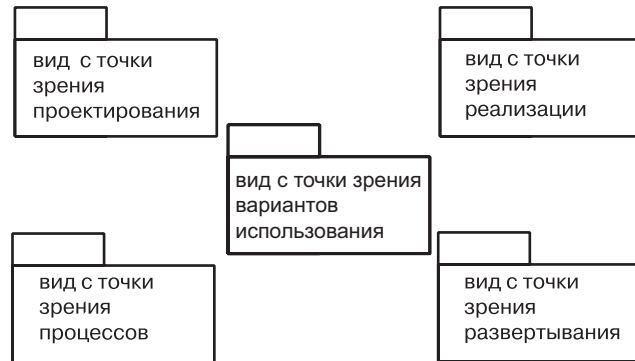 вид с точки
зрения
проектирования
вид с точки
зрения
реализации
вид с точки зрения
вариантов
использования
вид с точки
зрения
процессов
вид с точки
зрения
развертывания